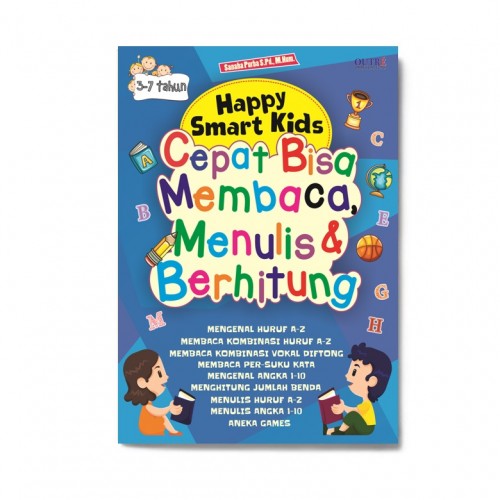 Sansha Purba S.Pd., M.Hum.
3-7 tahun
Happy
Smart Kids
Cepat Bisa
Membaca,
Menulis &
Berhitung
A
B
C
E
G
H
M
1
MENGENAL HURUF A-Z
MEMBACA KOMBINASI HURUF A-Z
MEMBACA KOMBINASI VOKAL DIFTONG
MEMBACA PER-SUKU KATA
MENGENAL ANGKA 1-10
MENGHITUNG JUMLAH BENDA
MENULIS HURUF A-Z
MENULIS ANGKA 1-10
ANEKA GAMES